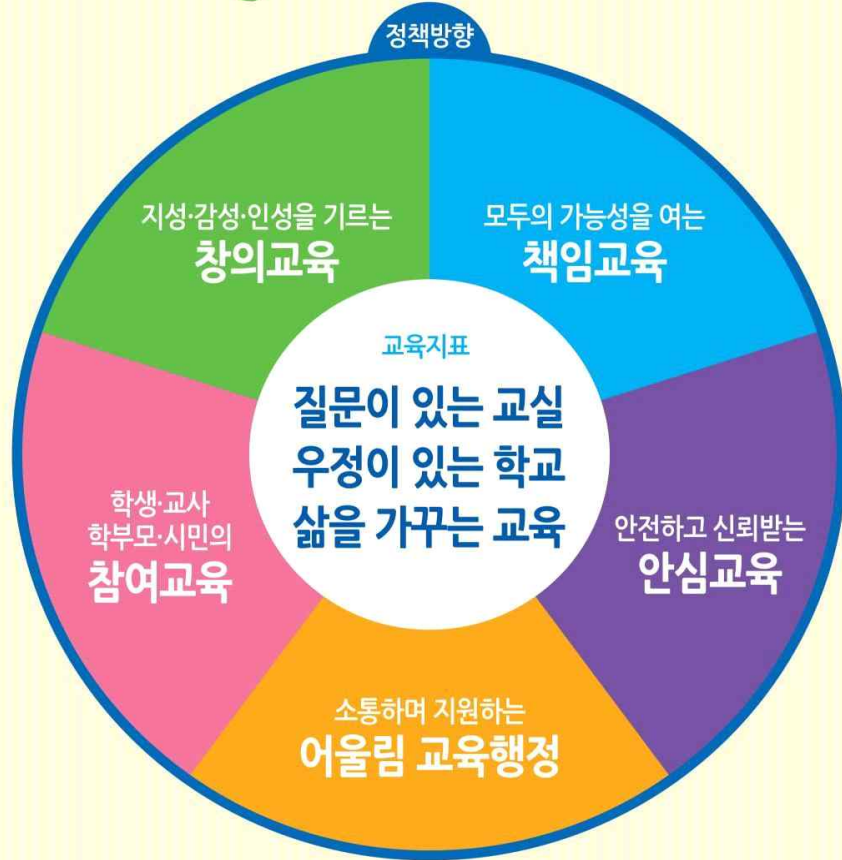 정책방향
지성·감성·인성을 기르는
창의교육
모두의 가능성을 여는
책임교육
교육지표
질문이 있는 교실
우정이 있는 학교
삶을 가꾸는 교육
학생·교사
학부모·시민의
참여교육
안전하고 신뢰받는
안심교육
소통하며 지원하는
어울림 교육행정